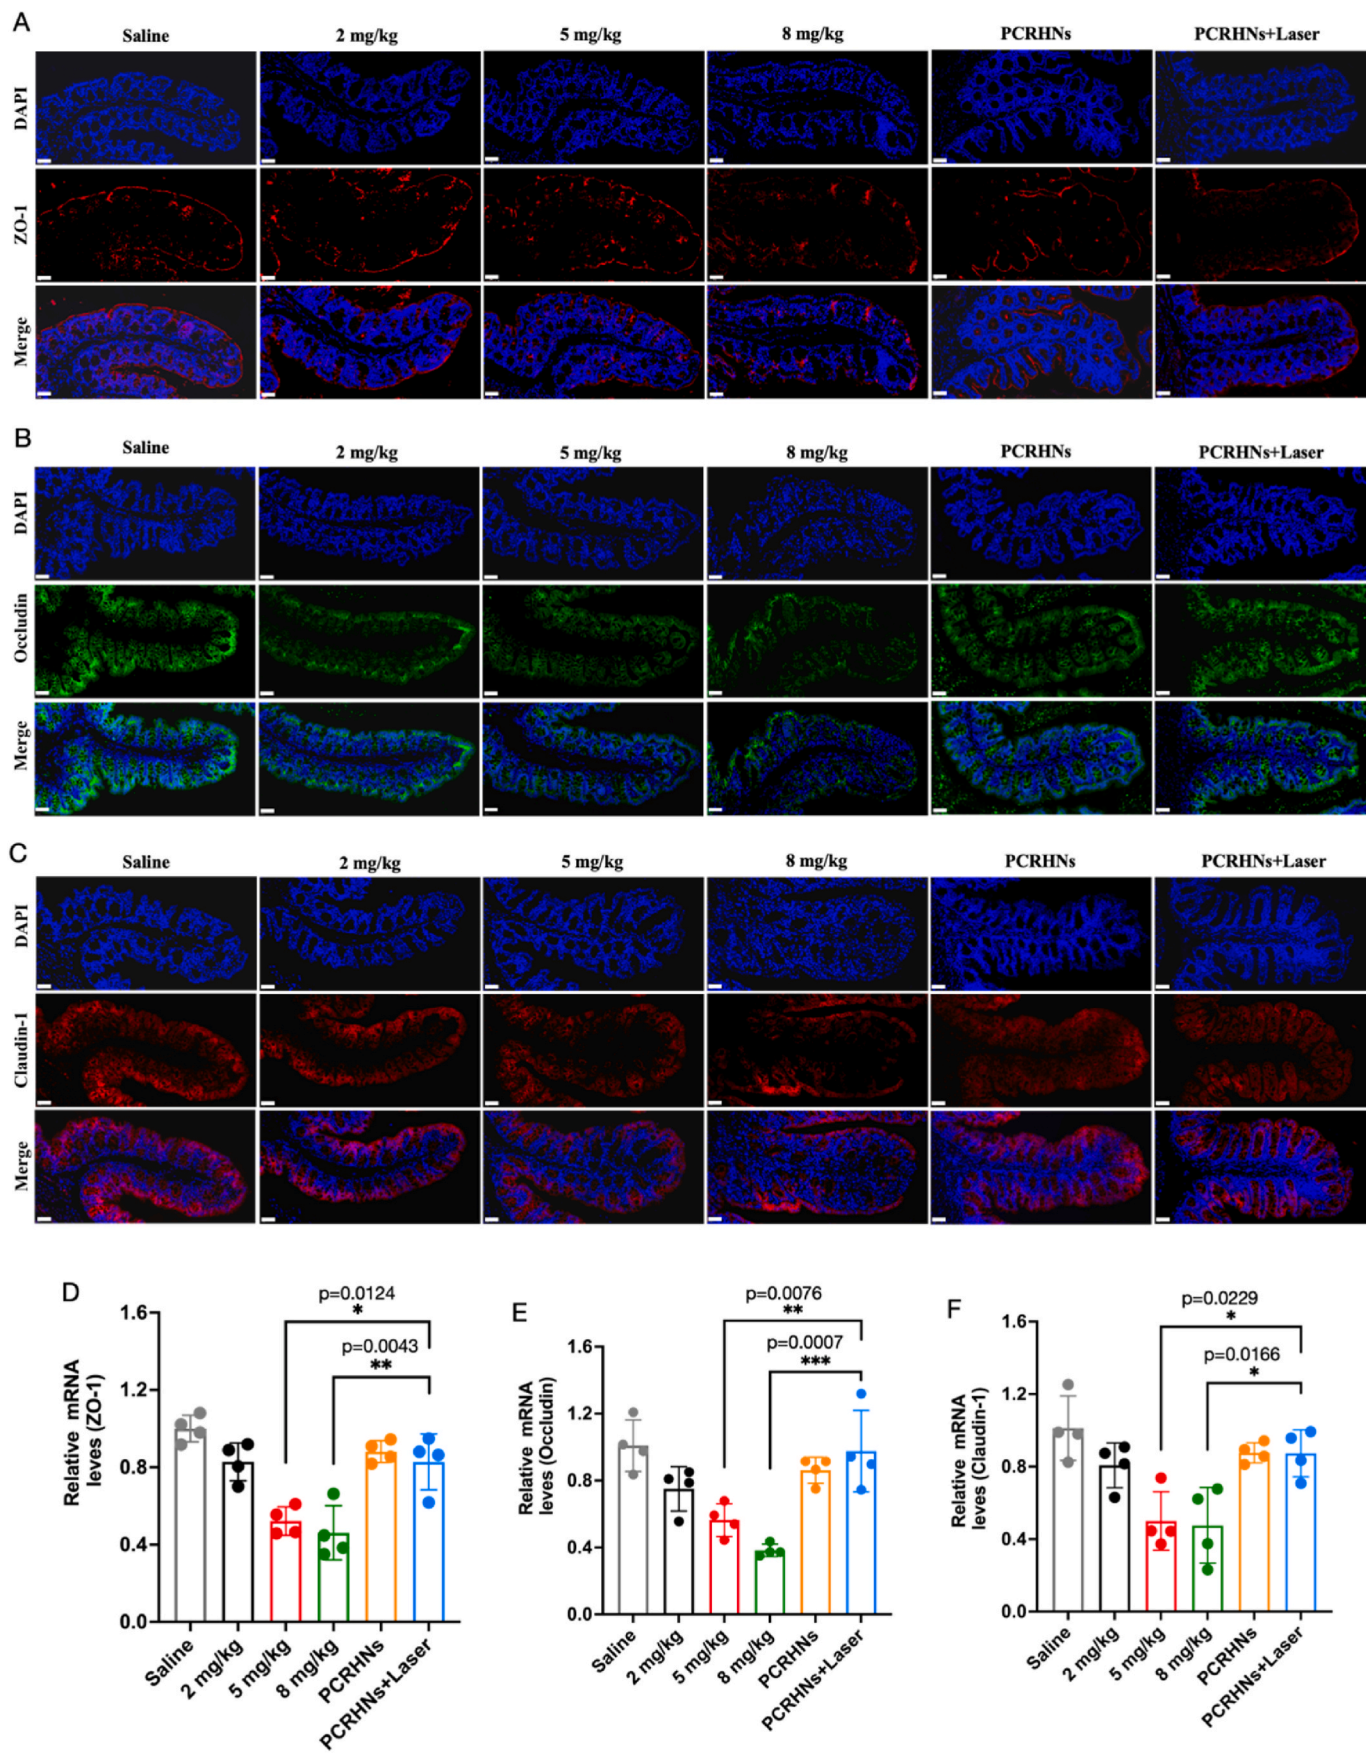 A
Saline 2 mg/kg 5 mg/kg 8 mg/kg PCRHNs PCRHNs+Laser
DAPI
ZO-1
Merge
B
Saline 2 mg/kg 5 mg/kg 8 mg/kg PCRHNs PCRHNs+Laser
DAPI
Occludin
Merge
C
Saline 2 mg/kg 5 mg/kg 8 mg/kg PCRHNs PCRHNs+Laser
DAPI
Claudin-1
Merge
D
p=0.0124
*
p=0.0043
**
Relative mRNA
leves (ZO-1)
1.6
1.2
0.8
0.4
0.0
Saline
2 mg/kg
5 mg/kg
8 mg/kg
PCRHNs
PCRHNs+Laser
E
p=0.0076
**
p=0.0007
***
Relative mRNA
leves (Occludin)
1.6
1.2
0.8
0.4
0.0
Saline
2 mg/kg
5 mg/kg
8 mg/kg
PCRHNs
PCRHNs+Laser
F
p=0.0229
*
p=0.0166
*
Relative mRNA
leves (Claudin-1)
1.6
1.2
0.8
0.4
0.0
Saline
2 mg/kg
5 mg/kg
8 mg/kg
PCRHNs
PCRHNs+Laser